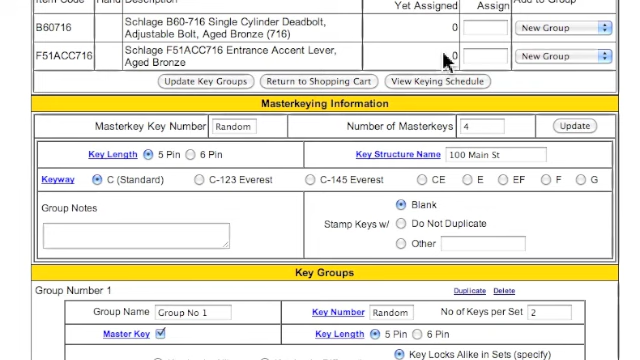 Item Code Hand Description Yet Assigned Assign Add to Group
B60716 Schlage B60-716 Single Cylinder Deadbolt, Adjustable Bolt, Aged Bronze (716) 0 New Group
F51ACC716 Schlage F51ACC716 Entrance Accent Lever, Aged Bronze 0 New Group
Update Key Groups Return to Shopping Cart View Keying Schedule
Masterkeying Information
Masterkey Key Number Random Number of Masterkeys 4 Update
Key Length 5 Pin 6 Pin Key Structure Name 100 Main St
Keyway C (Standard) C-123 Everest C-145 Everest CE E EF F G
Group Notes
Stamp Keys w/ Blank
Do Not Duplicate
Other
Key Groups
Group Number 1 Duplicate Delete
Group Name Group No 1 Key Number Random No of Keys per Set 2
Master Key Key Length 5 Pin 6 Pin
Key Locks Alike in Sets (specify)